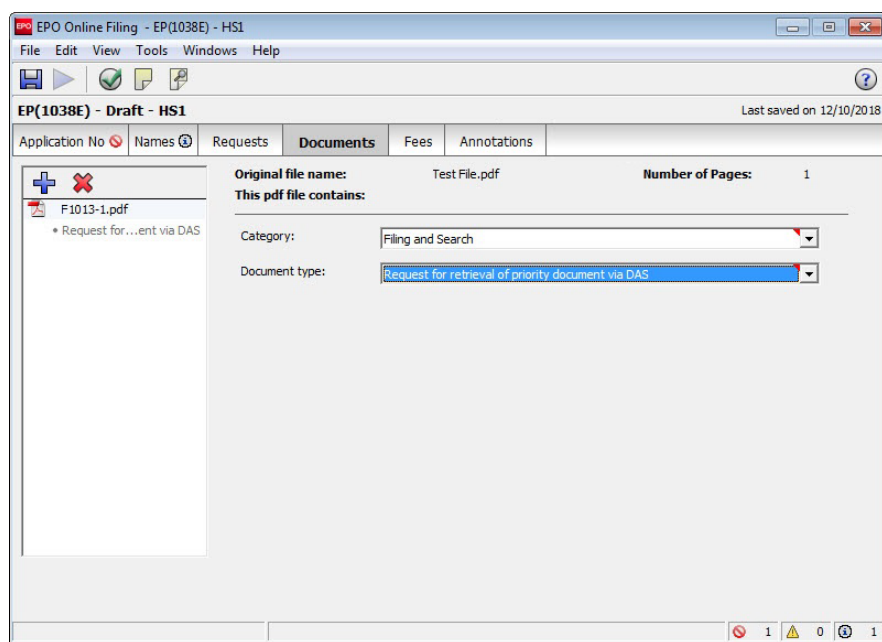 EPO EPO Online Filing - EP(1038E) - HS1
File Edit View Tools Windows Help
EP(1038E) - Draft - HS1 Last saved on 12/10/2018
Application No Names Requests Documents Fees Annotations
Original file name: Test File.pdf Number of Pages: 1
This pdf file contains:
F1013-1.pdf
• Request for...ent via DAS
Category: Filing and Search
Document type: Request for retrieval of priority document via DAS
1 0 1